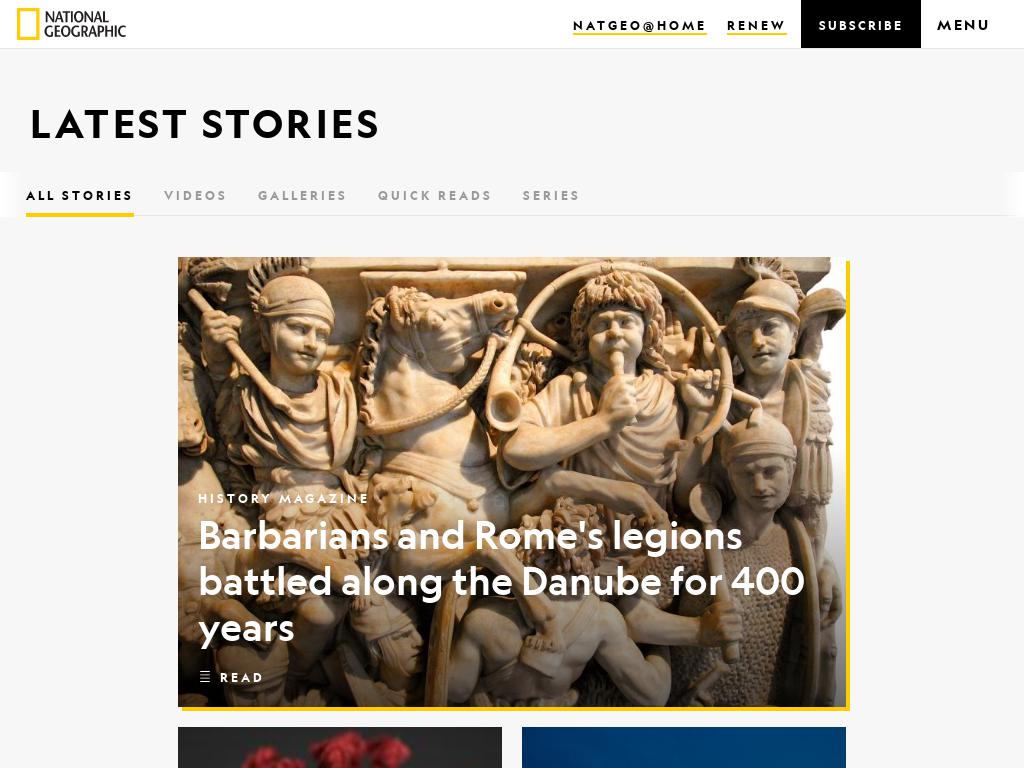 NATIONAL
GEOGRAPHIC
NATGEO@HOME
RENEW
SUBSCRIBE
MENU
LATEST STORIES
ALL STORIES
VIDEOS
GALLERIES
QUICK READS
SERIES
HISTORY MAGAZINE
Barbarians and Rome's legions
battled along the Danube for 400
years
READ